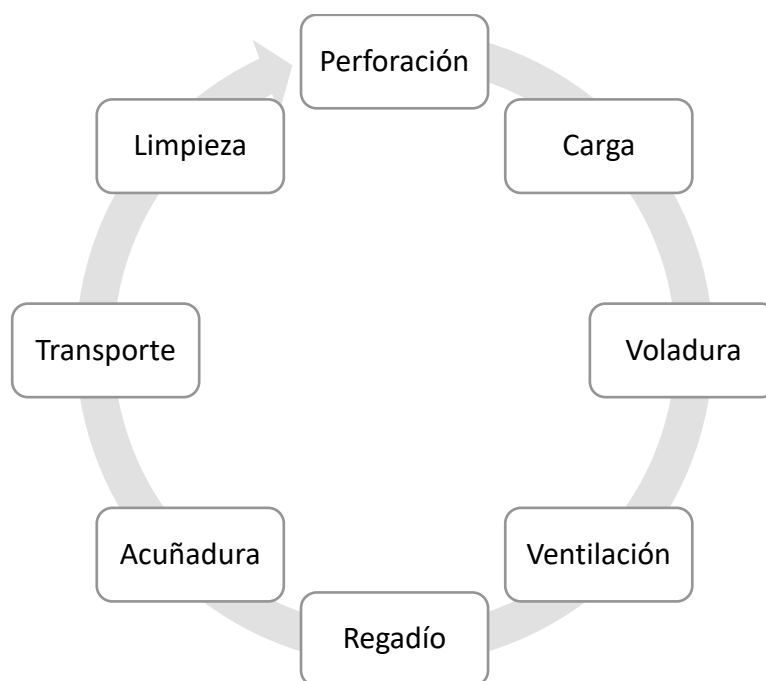 Perforación
Carga
Voladura
Ventilación
Regadío
Acuñadura
Transporte
Limpieza